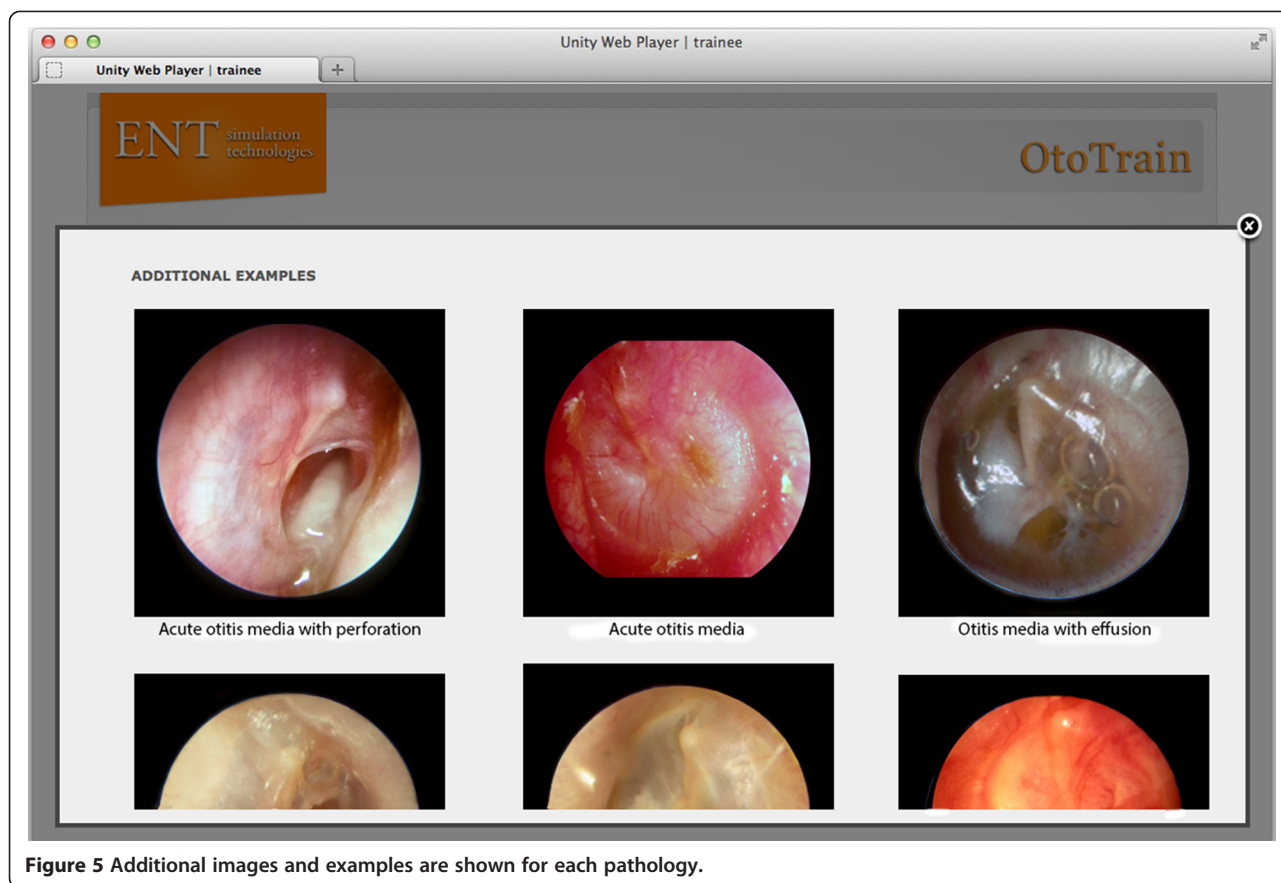 Unity Web Player | trainee
Unity Web Player | trainee
ENT simulation technologies
OtoTrain
ADDITIONAL EXAMPLES
Acute otitis media with perforation
Acute otitis media
Otitis media with effusion
Figure 5 Additional images and examples are shown for each pathology.